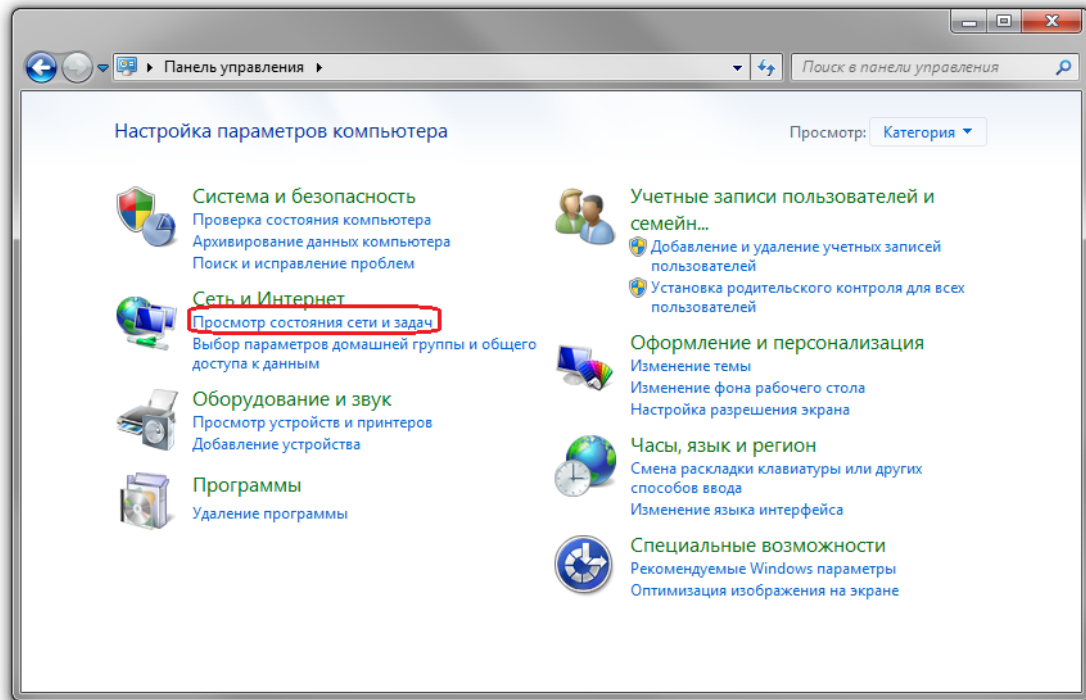 Панель управления
Поиск в панели управления
Настройка параметров компьютера
Просмотр: Категория
Система и безопасность
Проверка состояния компьютера
Архивирование данных компьютера
Поиск и исправление проблем
Сеть и Интернет
Просмотр состояния сети и задач
Выбор параметров домашней группы и общего
доступа к данным
Оборудование и звук
Просмотр устройств и принтеров
Добавление устройства
Программы
Удаление программы
Учетные записи пользователей и
семейн...
Добавление и удаление учетных записей
пользователей
Установка родительского контроля для всех
пользователей
Оформление и персонализация
Изменение темы
Изменение фона рабочего стола
Настройка разрешения экрана
Часы, язык и регион
Смена раскладки клавиатуры или других
способов ввода
Изменение языка интерфейса
Специальные возможности
Рекомендуемые Windows параметры
Оптимизация изображения на экране